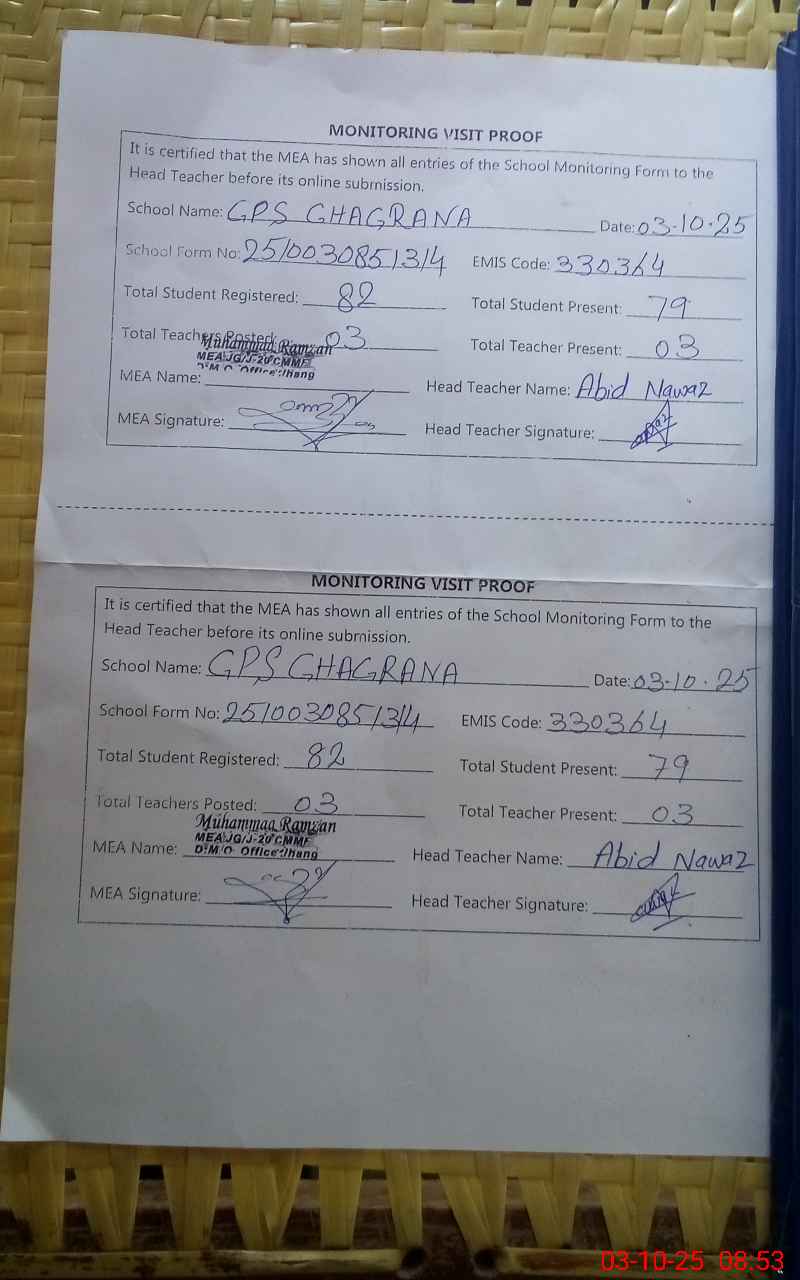 MONITORING VISIT PROOF
It is certified that the MEA has shown all entries of the School Monitoring Form to the
Head Teacher before its online submission.
School Name: GPS GHAGRANA Date: 03-10-25
School Form No: 2510030851314 EMIS Code: 330364
Total Student Registered: 82 Total Student Present: 79
Total Teachers Posted: 03 Total Teacher Present: 03
Muhammad Ramzan
MEA JG/J-20 CMMF
D.M.O. Office Jhang
MEA Name: Head Teacher Name: Abid Nawaz
MEA Signature: Head Teacher Signature:
MONITORING VISIT PROOF
It is certified that the MEA has shown all entries of the School Monitoring Form to the
Head Teacher before its online submission.
School Name: GPS GHAGRANA Date: 03-10-25
School Form No: 2510030851314 EMIS Code: 330364
Total Student Registered: 82 Total Student Present: 79
Total Teachers Posted: 03 Total Teacher Present: 03
Muhammad Ramzan
MEA JG/J-20 CMMF
D.M.O. Office Jhang
MEA Name: Head Teacher Name: Abid Nawaz
MEA Signature: Head Teacher Signature:
03-10-25 08:53